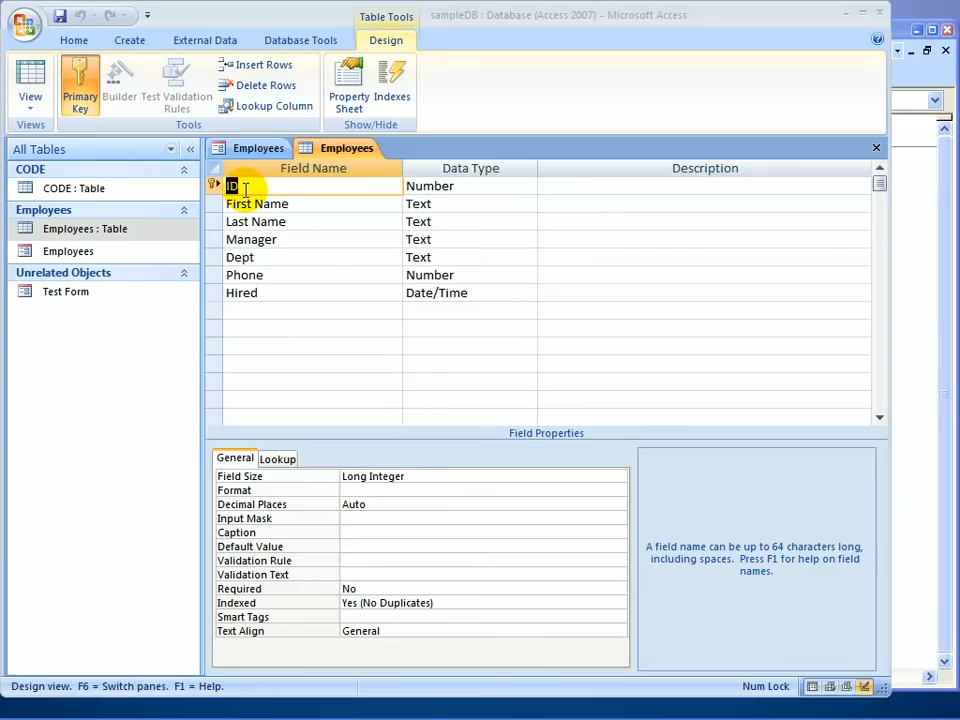 Table Tools
sampleDB : Database (Access 2007) - Microsoft Access
Home
Create
External Data
Database Tools
Design
View
Primary
Key
Builder
Test Validation
Rules
Insert Rows
Delete Rows
Lookup Column
Property
Sheet
Indexes
Views
Tools
Show/Hide
All Tables
CODE
CODE : Table
Employees
Employees : Table
Employees
Unrelated Objects
Test Form
Employees
Employees
Field Name
Data Type
Description
ID
Number
First Name
Text
Last Name
Text
Manager
Text
Dept
Text
Phone
Number
Hired
Date/Time
Field Properties
General
Lookup
Field Size
Long Integer
Format
Decimal Places
Auto
Input Mask
Caption
Default Value
Validation Rule
Validation Text
Required
No
Indexed
Yes (No Duplicates)
Smart Tags
Text Align
General
A field name can be up to 64 characters long,
including spaces. Press F1 for help on field
names.
Design view. F6 = Switch panes. F1 = Help.
Num Lock